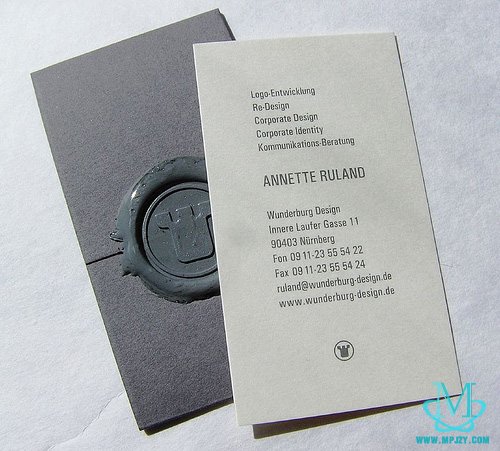 Logo-Entwicklung
Re-Design
Corporate Design
Corporate Identity
Kommunikations-Beratung
ANNETTE RULAND
Wunderburg Design
Innere Laufer Gasse 11
90403 Nürnberg
Fon 09 11-23 55 54 22
Fax 09 11-23 55 54 24
ruland@wunderburg-design.de
www.wunderburg-design.de
M
WWW.MPJZY.COM